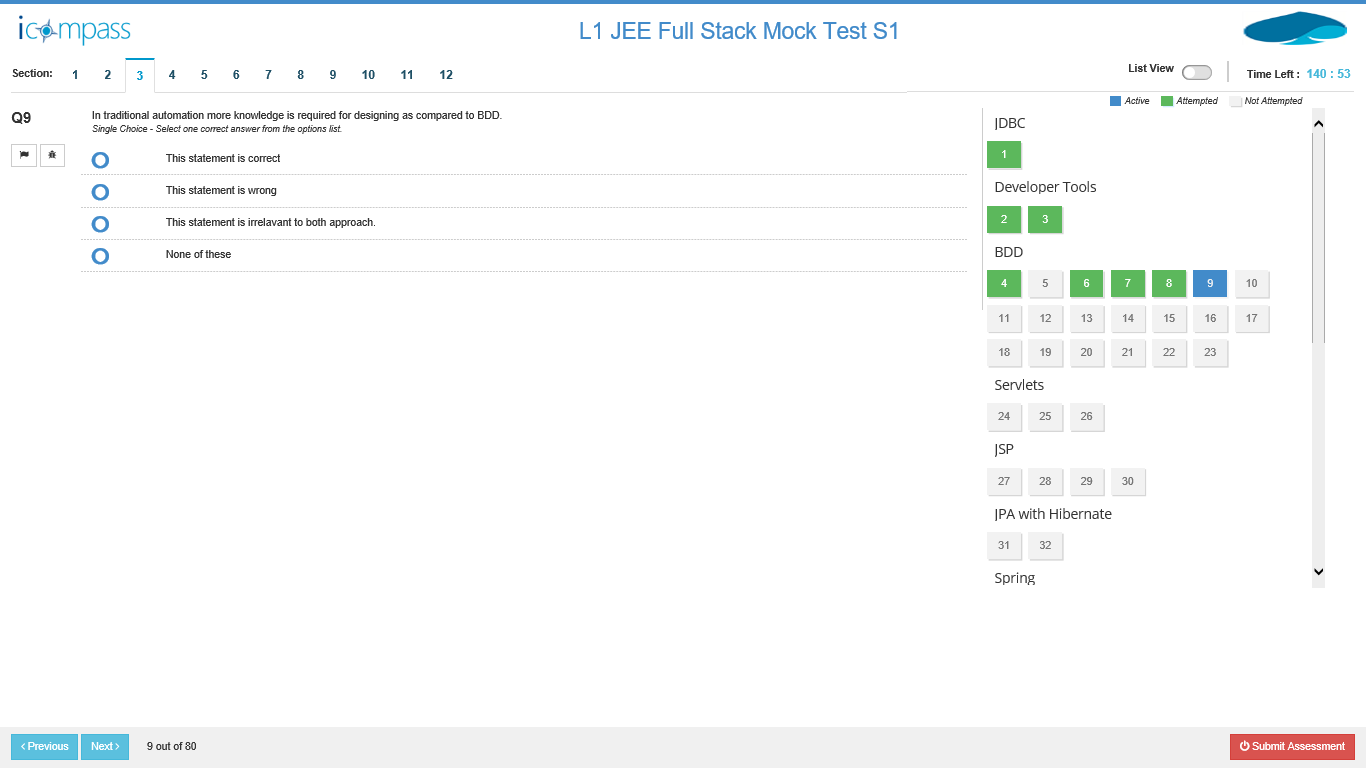 icompass
L1 JEE Full Stack Mock Test S1
Section: 1 2 3 4 5 6 7 8 9 10 11 12
List View
Time Left : 140 : 53
Active Attempted Not Attempted
Q9
In traditional automation more knowledge is required for designing as compared to BDD.
Single Choice - Select one correct answer from the options list.
This statement is correct
This statement is wrong
This statement is irrelavant to both approach.
None of these
JDBC
1
Developer Tools
2 3
BDD
4 5 6 7 8 9 10
11 12 13 14 15 16 17
18 19 20 21 22 23
Servlets
24 25 26
JSP
27 28 29 30
JPA with Hibernate
31 32
Spring
‹ Previous Next › 9 out of 80
Submit Assessment